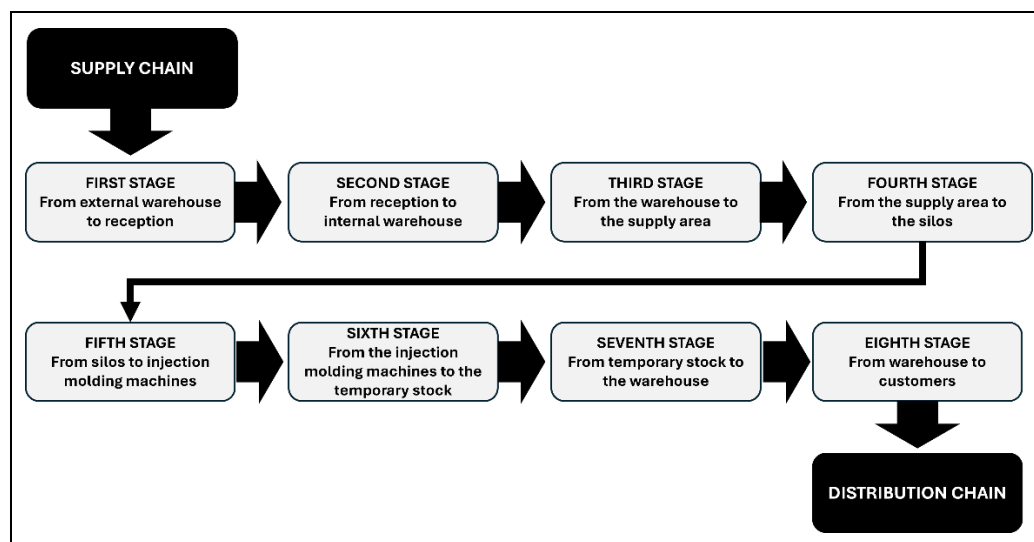 SUPPLY CHAIN
FIRST STAGE
From external warehouse
to reception
SECOND STAGE
From reception to
internal warehouse
THIRD STAGE
From the warehouse to
the supply area
FOURTH STAGE
From the supply area to
the silos
FIFTH STAGE
From silos to injection
molding machines
SIXTH STAGE
From the injection
molding machines to the
temporary stock
SEVENTH STAGE
From temporary stock to
the warehouse
EIGHTH STAGE
From warehouse to
customers
DISTRIBUTION CHAIN